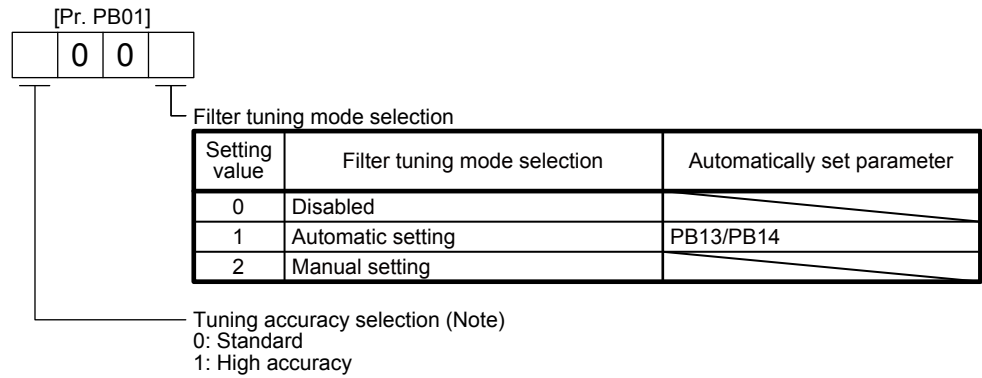 [Pr. PB01]
0 0
Filter tuning mode selection
Setting value Filter tuning mode selection Automatically set parameter
0 Disabled
1 Automatic setting PB13/PB14
2 Manual setting
Tuning accuracy selection (Note)
0: Standard
1: High accuracy